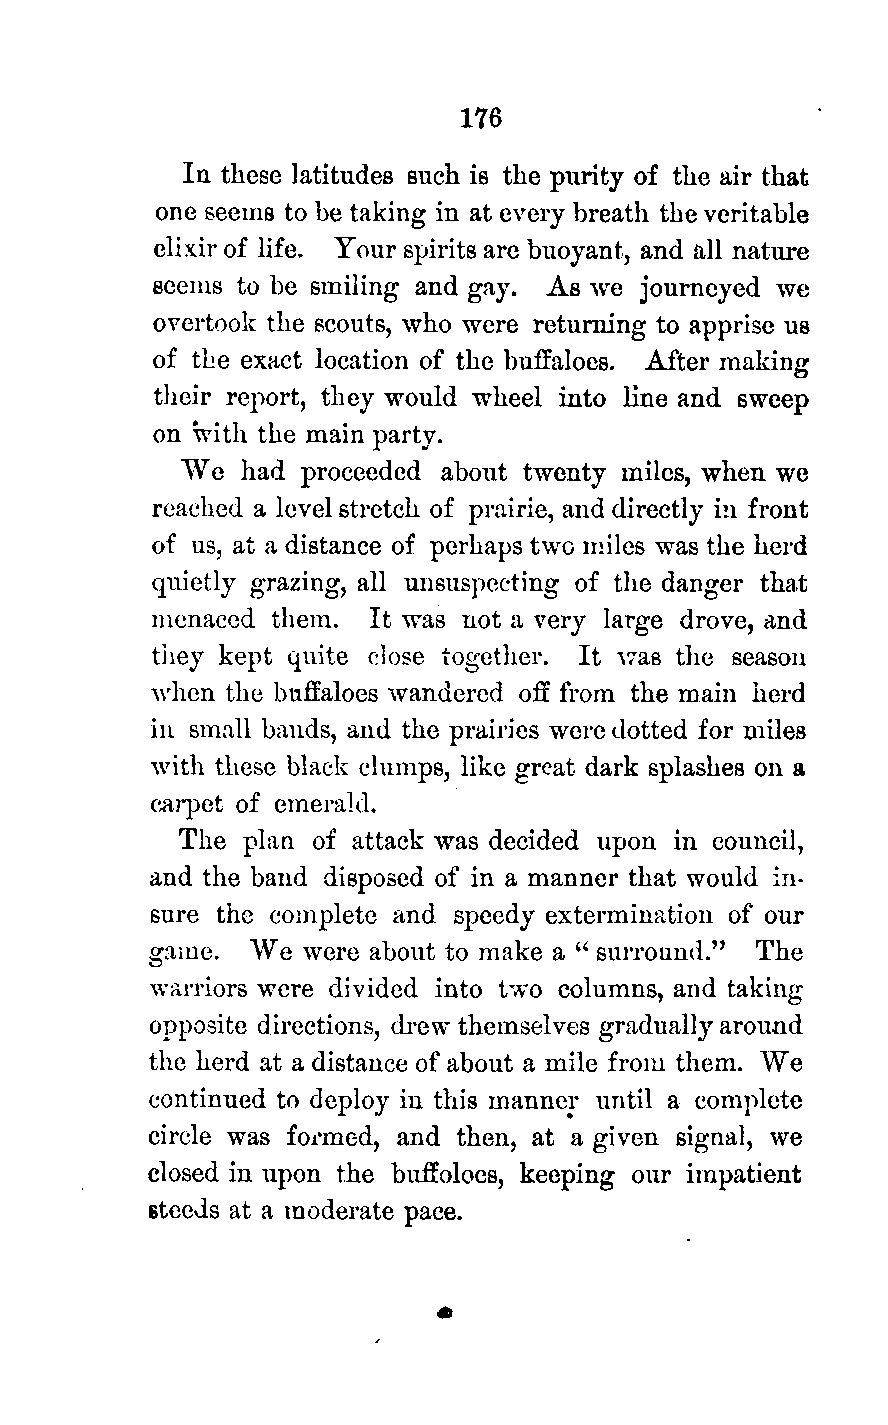 176
In these latitudes such is the purity of the air that
one seems to be taking in at every breath the veritable
elixir of life. Your spirits are buoyant, and all nature
seems to be smiling and gay. As we journeyed we
overtook the scouts, who were returning to apprise us
of the exact location of the buffaloes. After making
their report, they would wheel into line and sweep
on with the main party.
We had proceeded about twenty miles, when we
reached a level stretch of prairie, and directly in front
of us, at a distance of perhaps two miles was the herd
quietly grazing, all unsuspecting of the danger that
menaced them. It was not a very large drove, and
they kept quite close together. It was the season
when the buffaloes wandered off from the main herd
in small bands, and the prairies were dotted for miles
with these black clumps, like great dark splashes on a
carpet of emerald.
The plan of attack was decided upon in council,
and the band disposed of in a manner that would in-
sure the complete and speedy extermination of our
game. We were about to make a “ surround.” The
warriors were divided into two columns, and taking
opposite directions, drew themselves gradually around
the herd at a distance of about a mile from them. We
continued to deploy in this manner until a complete
circle was formed, and then, at a given signal, we
closed in upon the buffoloes, keeping our impatient
steeds at a moderate pace.